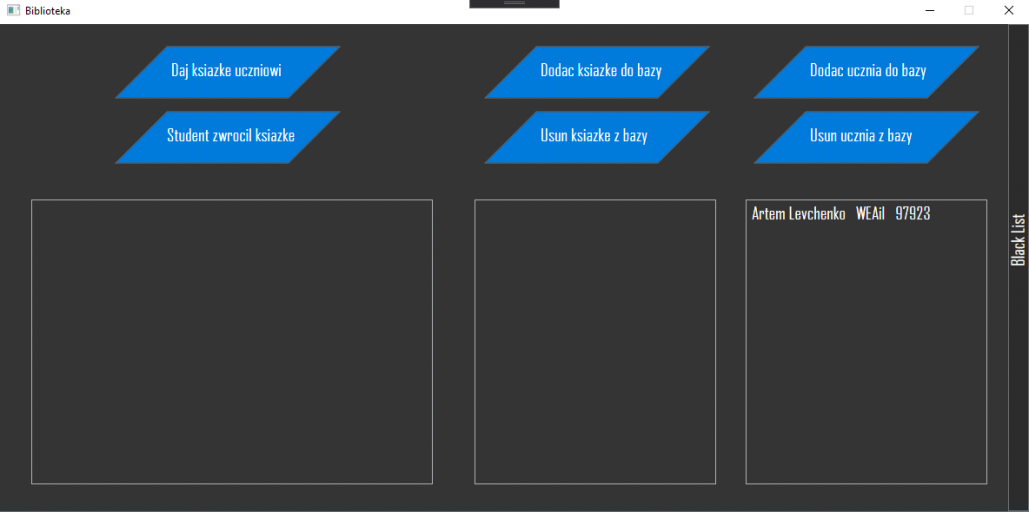 Biblioteka
Daj ksiazke uczniowi
Dodac ksiazke do bazy
Dodac ucznia do bazy
Student zwrocil ksiazke
Usun ksiazke z bazy
Usun ucznia z bazy
Artem Levchenko WEAiI 97923
Black List